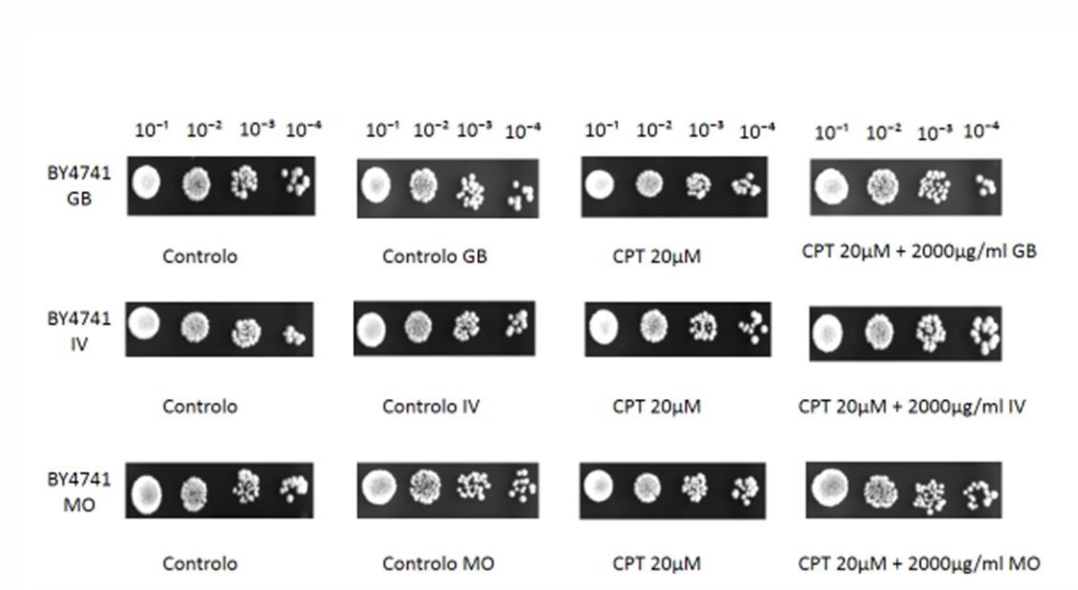 10⁻¹ 10⁻² 10⁻³ 10⁻⁴ 10⁻¹ 10⁻² 10⁻³ 10⁻⁴ 10⁻¹ 10⁻² 10⁻³ 10⁻⁴ 10⁻¹ 10⁻² 10⁻³ 10⁻⁴
BY4741
GB
Controlo Controlo GB CPT 20µM CPT 20µM + 2000µg/ml GB
BY4741
IV
Controlo Controlo IV CPT 20µM CPT 20µM + 2000µg/ml IV
BY4741
MO
Controlo Controlo MO CPT 20µM CPT 20µM + 2000µg/ml MO